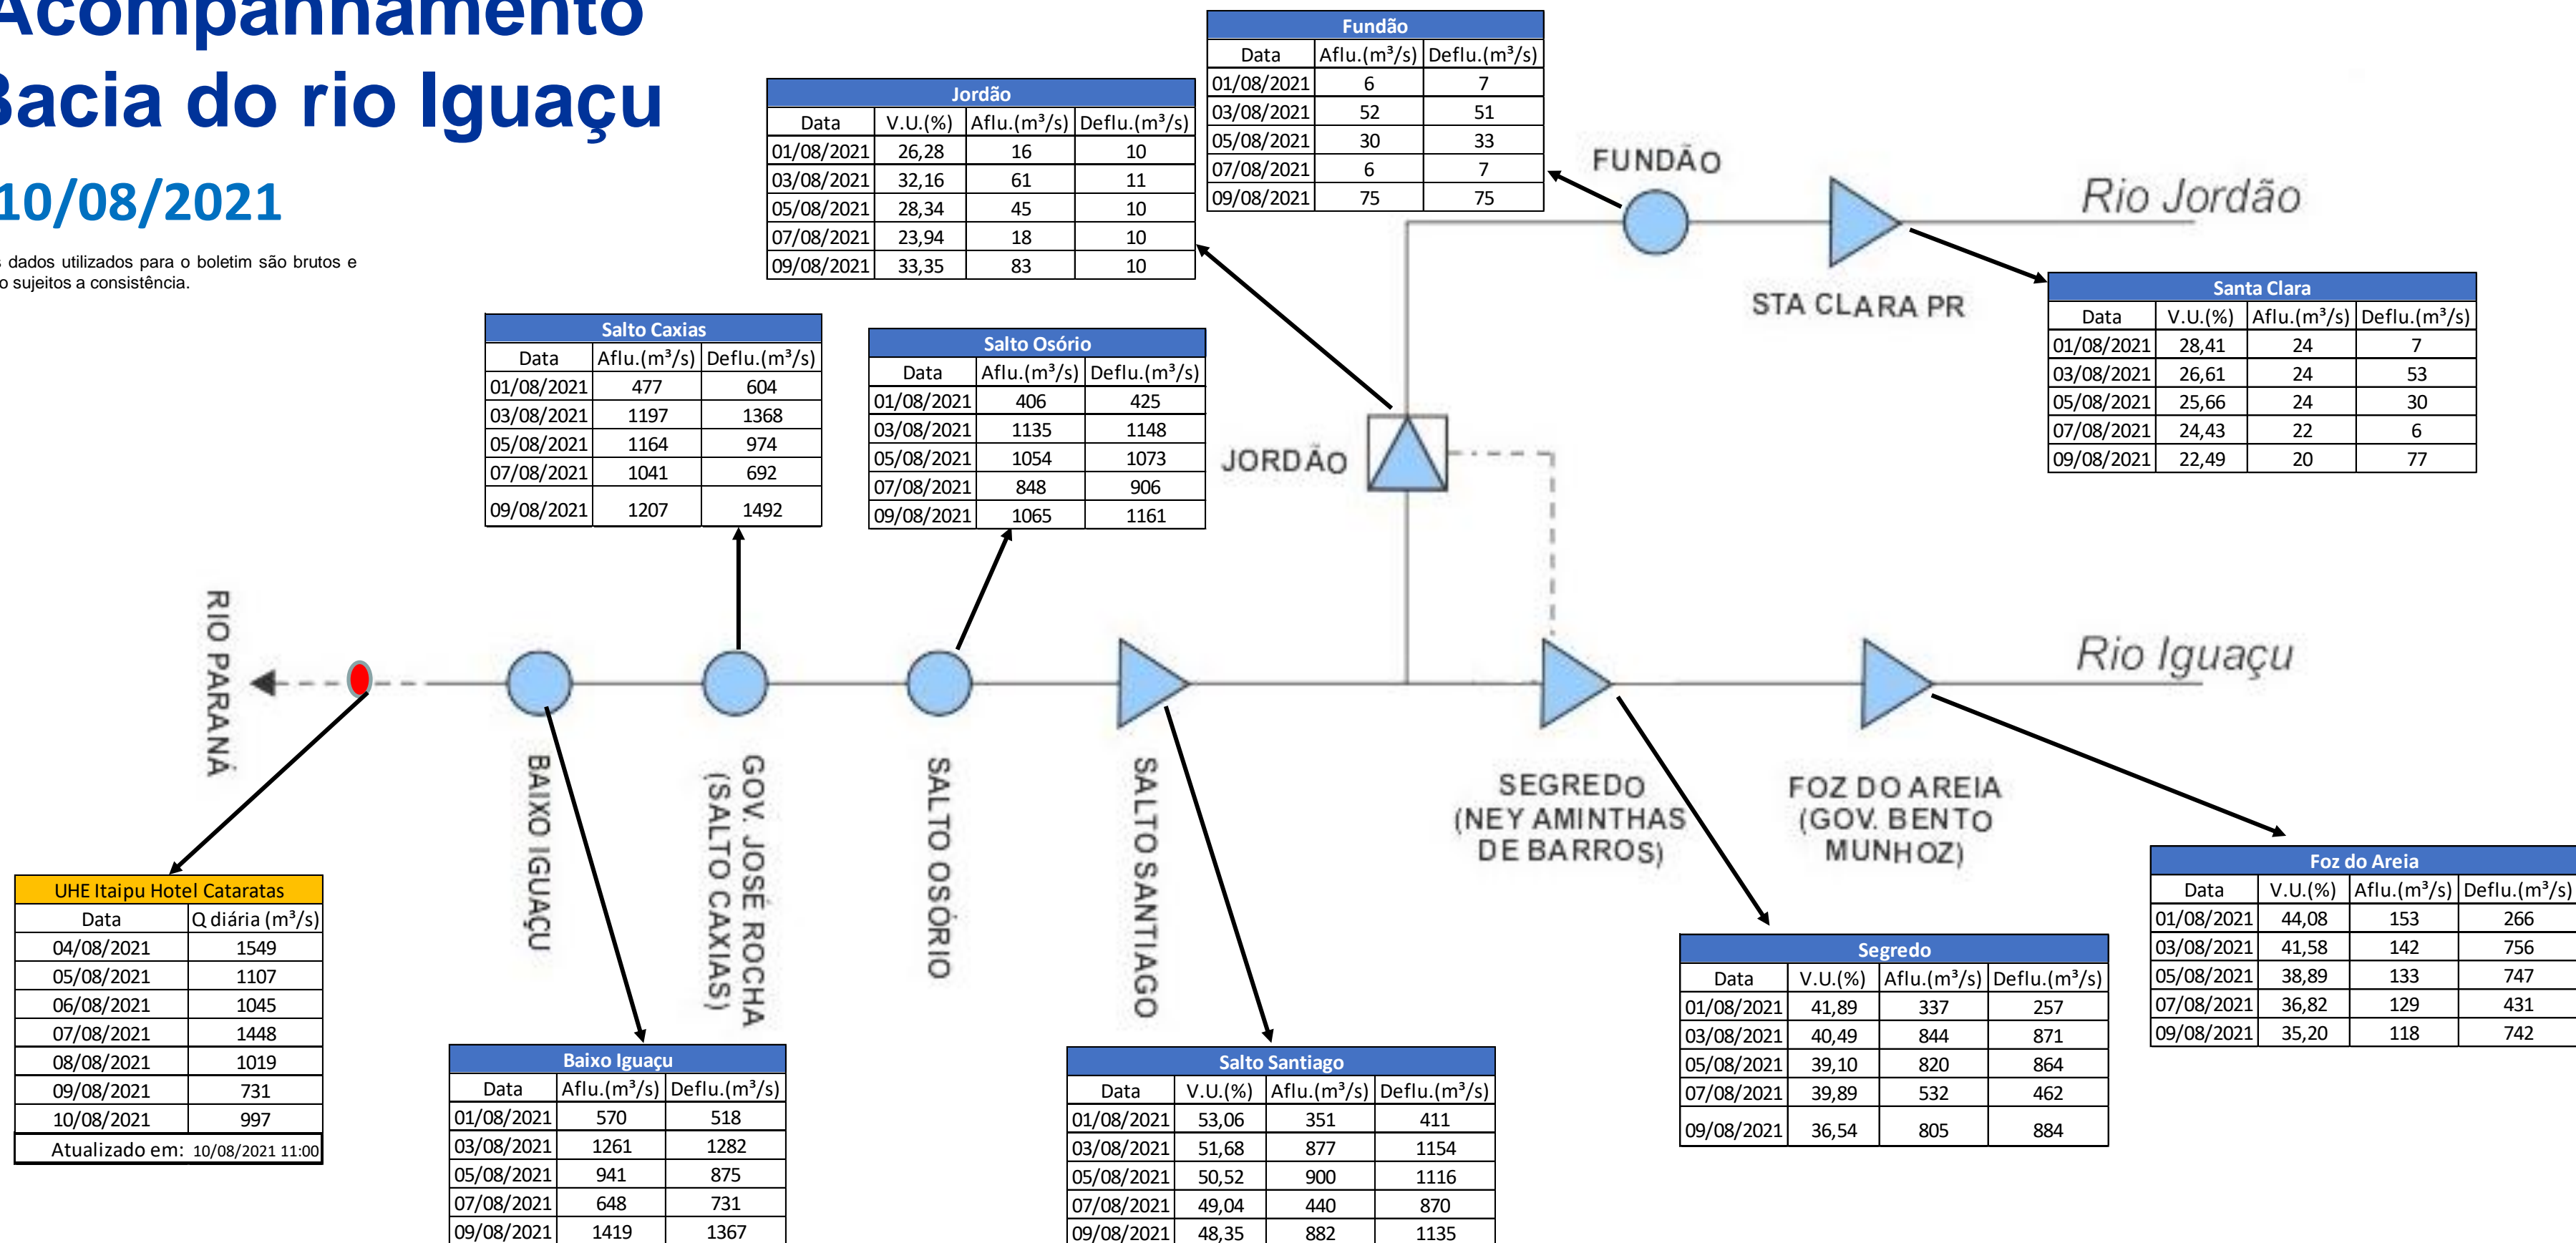 Acompanhamento
Bacia do rio Iguaçu
10/08/2021
dados utilizados para o boletim são brutos e
sujeitos a consistência.
Fundão
Data Aflu.(m³/s) Deflu.(m³/s)
01/08/2021 6 7
03/08/2021 52 51
05/08/2021 30 33
07/08/2021 6 7
09/08/2021 75 75
Jordão
Data V.U.(%) Aflu.(m³/s) Deflu.(m³/s)
01/08/2021 26,28 16 10
03/08/2021 32,16 61 11
05/08/2021 28,34 45 10
07/08/2021 23,94 18 10
09/08/2021 33,35 83 10
FUNDÃO
Rio Jordão
STA CLARA PR
Santa Clara
Data V.U.(%) Aflu.(m³/s) Deflu.(m³/s)
01/08/2021 28,41 24 7
03/08/2021 26,61 24 53
05/08/2021 25,66 24 30
07/08/2021 24,43 22 6
09/08/2021 22,49 20 77
Salto Caxias
Data Aflu.(m³/s) Deflu.(m³/s)
01/08/2021 477 604
03/08/2021 1197 1368
05/08/2021 1164 974
07/08/2021 1041 692
09/08/2021 1207 1492
Salto Osório
Data Aflu.(m³/s) Deflu.(m³/s)
01/08/2021 406 425
03/08/2021 1135 1148
05/08/2021 1054 1073
07/08/2021 848 906
09/08/2021 1065 1161
JORDÃO
RIO PARANÁ
Rio Iguaçu
BAIXO IGUAÇU
GOV. JOSÉ ROCHA
(SALTO CAXIAS)
SALTO OSÓRIO
SALTO SANTIAGO
SEGREDO
(NEY AMINTHAS
DE BARROS)
FOZ DO AREIA
(GOV. BENTO
MUNHOZ)
UHE Itaipu Hotel Cataratas
Data Q diária (m³/s)
04/08/2021 1549
05/08/2021 1107
06/08/2021 1045
07/08/2021 1448
08/08/2021 1019
09/08/2021 731
10/08/2021 997
Atualizado em: 10/08/2021 11:00
Baixo Iguaçu
Data Aflu.(m³/s) Deflu.(m³/s)
01/08/2021 570 518
03/08/2021 1261 1282
05/08/2021 941 875
07/08/2021 648 731
09/08/2021 1419 1367
Salto Santiago
Data V.U.(%) Aflu.(m³/s) Deflu.(m³/s)
01/08/2021 53,06 351 411
03/08/2021 51,68 877 1154
05/08/2021 50,52 900 1116
07/08/2021 49,04 440 870
09/08/2021 48,35 882 1135
Segredo
Data V.U.(%) Aflu.(m³/s) Deflu.(m³/s)
01/08/2021 41,89 337 257
03/08/2021 40,49 844 871
05/08/2021 39,10 820 864
07/08/2021 39,89 532 462
09/08/2021 36,54 805 884
Foz do Areia
Data V.U.(%) Aflu.(m³/s) Deflu.(m³/s)
01/08/2021 44,08 153 266
03/08/2021 41,58 142 756
05/08/2021 38,89 133 747
07/08/2021 36,82 129 431
09/08/2021 35,20 118 742